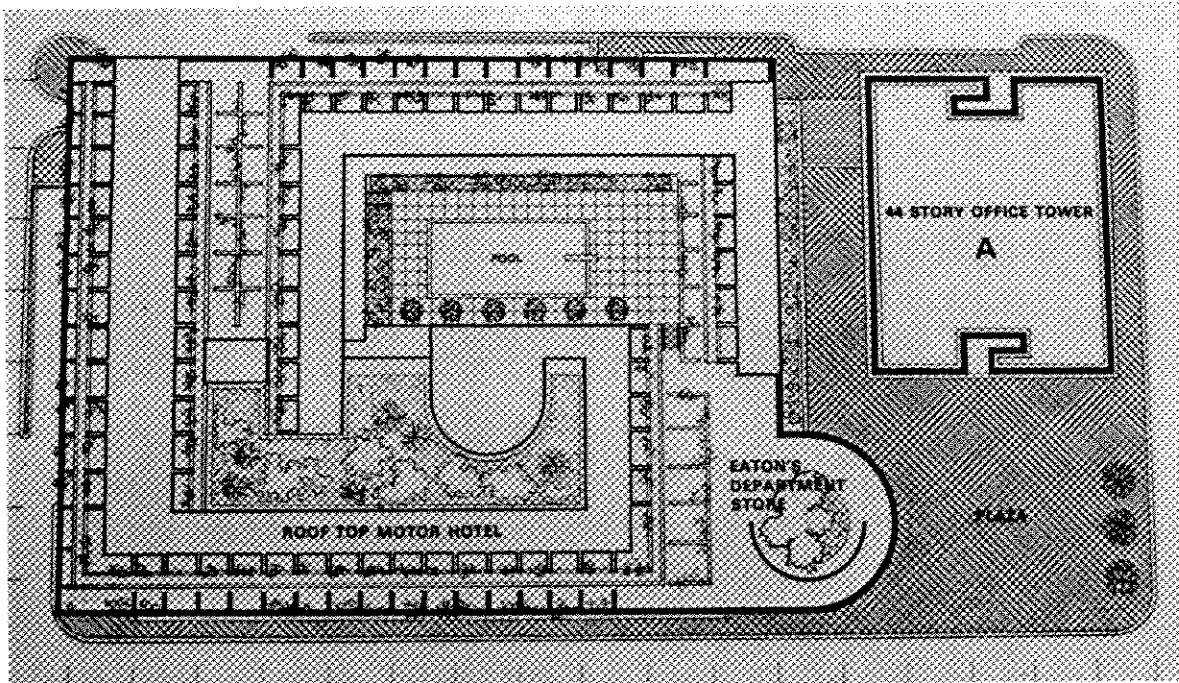 44 STORY OFFICE TOWER
A
POOL
EATON'S
DEPARTMENT
STORE
PLAZA
ROOF TOP MOTOR HOTEL